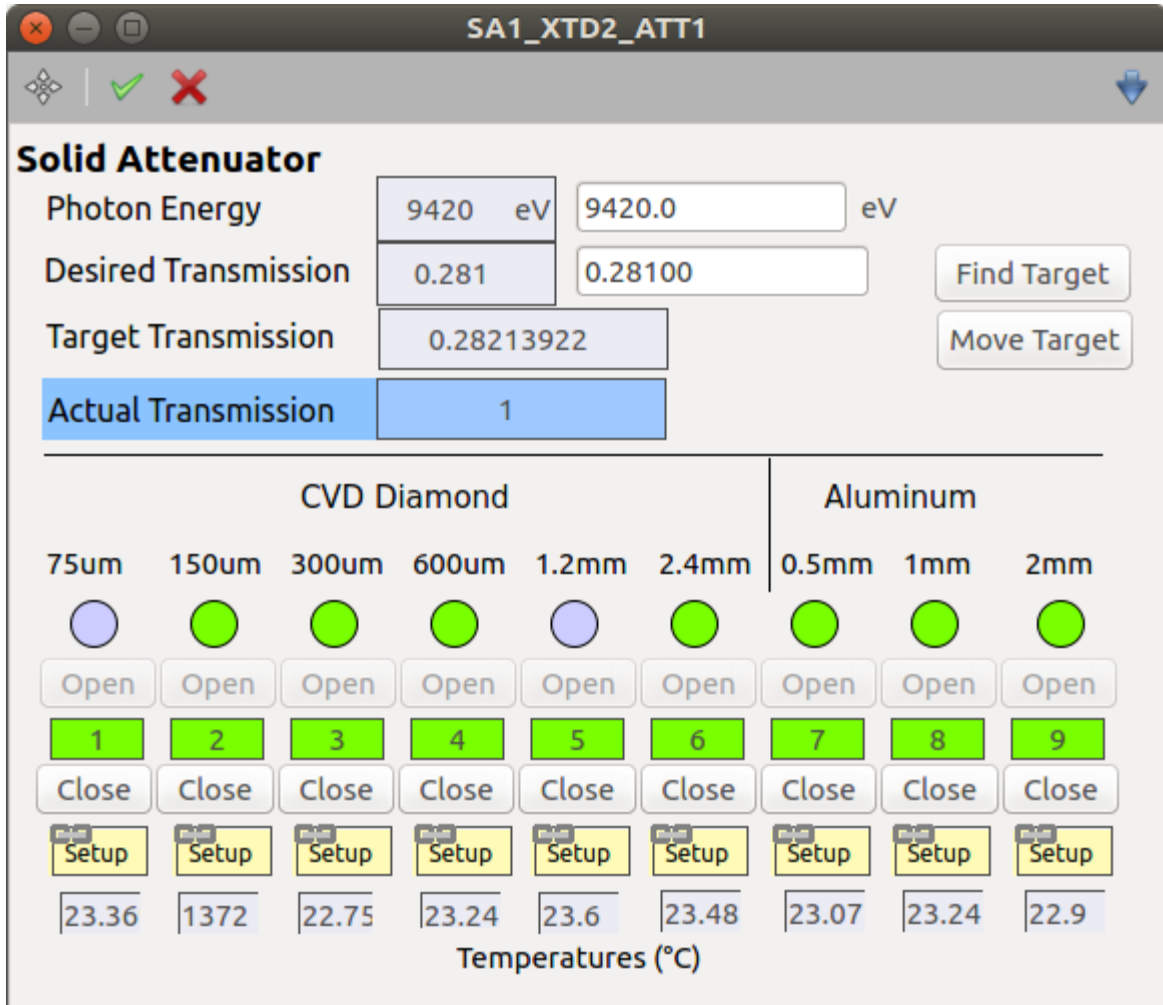 SA1_XTD2_ATT1
Solid Attenuator
Photon Energy 9420 eV 9420.0 eV
Desired Transmission 0.281 0.28100 Find Target
Target Transmission 0.28213922 Move Target
Actual Transmission 1
CVD Diamond Aluminum
75um 150um 300um 600um 1.2mm 2.4mm 0.5mm 1mm 2mm
Open Open Open Open Open Open Open Open Open
1 2 3 4 5 6 7 8 9
Close Close Close Close Close Close Close Close Close
Setup Setup Setup Setup Setup Setup Setup Setup Setup
23.36 1372 22.75 23.24 23.6 23.48 23.07 23.24 22.9
Temperatures (°C)